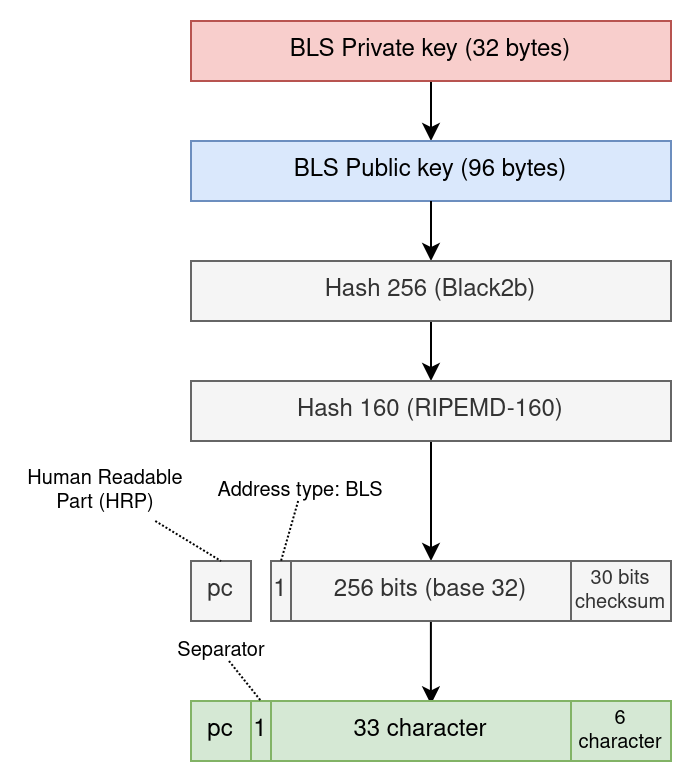 BLS Private key (32 bytes)
BLS Public key (96 bytes)
Hash 256 (Black2b)
Hash 160 (RIPEMD-160)
Human Readable
Part (HRP)
Address type: BLS
pc
1
256 bits (base 32)
30 bits
checksum
Separator
pc
1
33 character
6
character